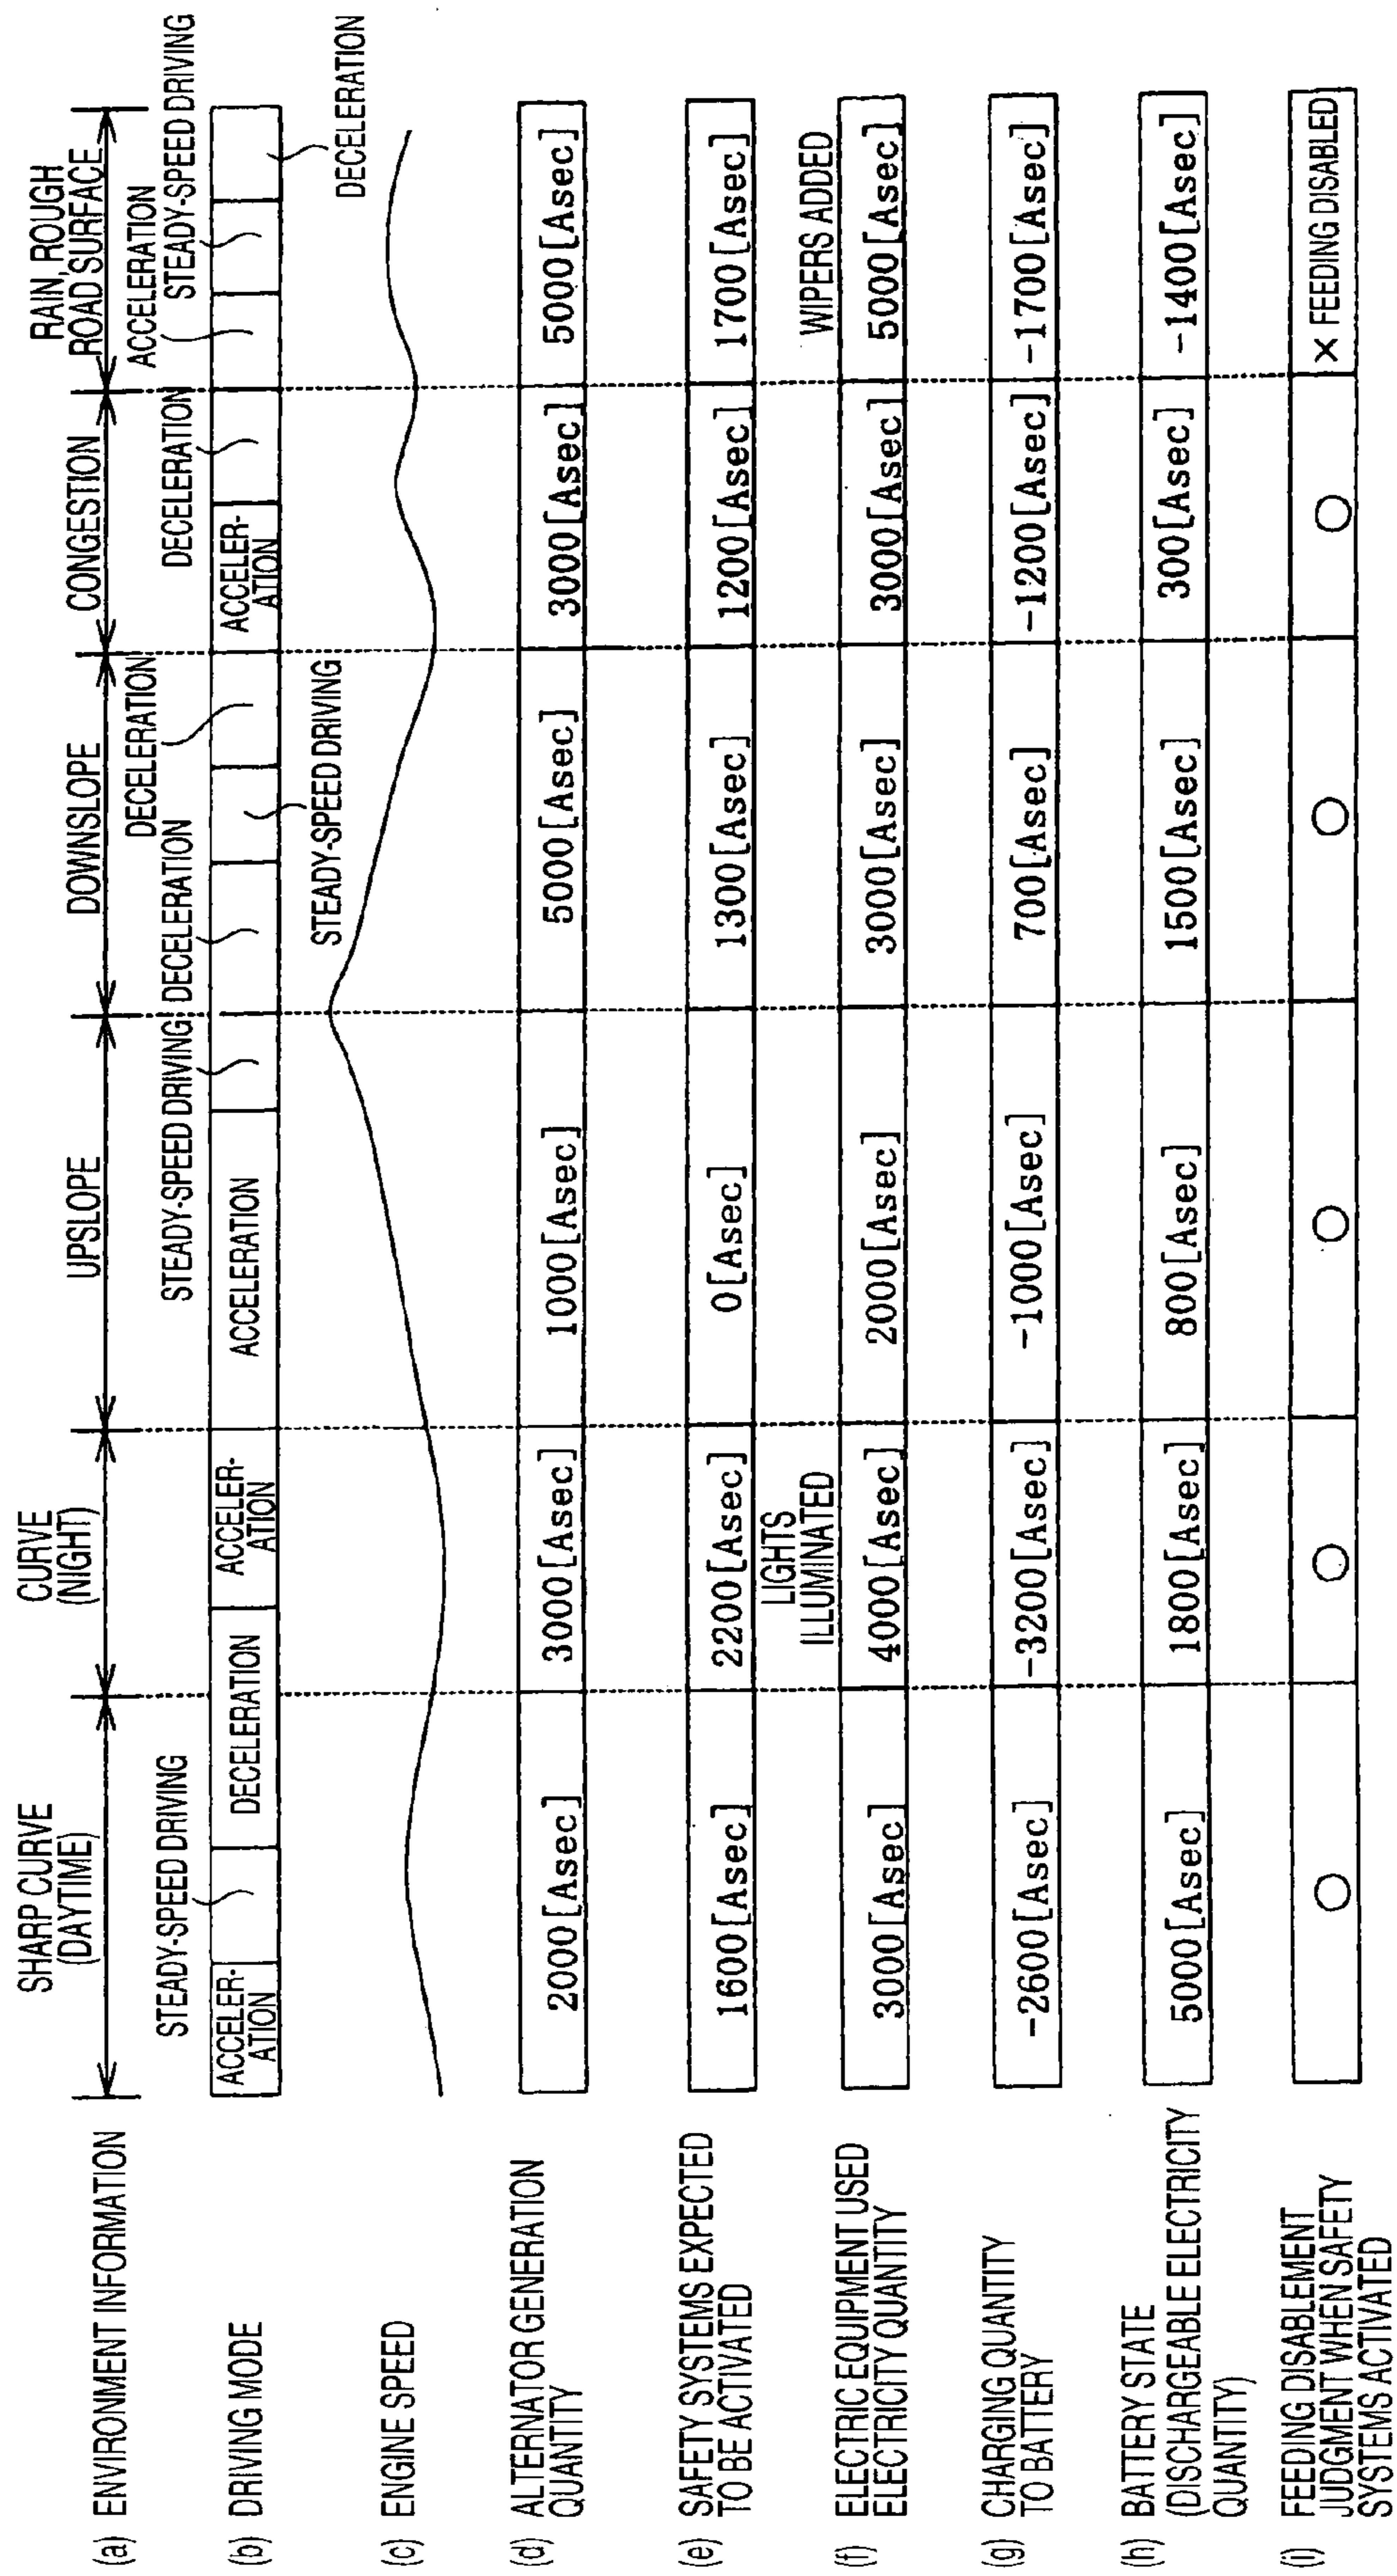 (a) ENVIRONMENT INFORMATION
SHARP CURVE
(DAYTIME)
CURVE
(NIGHT)
UPSLOPE
DOWNSLOPE
CONGESTION
RAIN, ROUGH
ROAD SURFACE
(b) DRIVING MODE
ACCELER-
ATION
STEADY-SPEED DRIVING
DECELERATION
ACCELER-
ATION
ACCELERATION
STEADY-SPEED DRIVING
DECELERATION
STEADY-SPEED DRIVING
DECELERATION
ACCELER-
ATION
DECELERATION
ACCELERATION
STEADY-SPEED DRIVING
DECELERATION
(c) ENGINE SPEED
(d) ALTERNATOR GENERATION
QUANTITY
2000[Asec]
3000[Asec]
1000[Asec]
5000[Asec]
3000[Asec]
5000[Asec]
(e) SAFETY SYSTEMS EXPECTED
TO BE ACTIVATED
1600[Asec]
2200[Asec]
0[Asec]
1300[Asec]
1200[Asec]
1700[Asec]
(f) ELECTRIC EQUIPMENT USED
ELECTRICITY QUANTITY
3000[Asec]
LIGHTS
ILLUMINATED
4000[Asec]
2000[Asec]
3000[Asec]
3000[Asec]
WIPERS ADDED
5000[Asec]
(g) CHARGING QUANTITY
TO BATTERY
-2600[Asec]
-3200[Asec]
-1000[Asec]
700[Asec]
-1200[Asec]
-1700[Asec]
(h) BATTERY STATE
(DISCHARGEABLE ELECTRICITY
QUANTITY)
5000[Asec]
1800[Asec]
800[Asec]
1500[Asec]
300[Asec]
-1400[Asec]
(i) FEEDING DISABLEMENT
JUDGMENT WHEN SAFETY
SYSTEMS ACTIVATED
○
○
○
○
○
× FEEDING DISABLED